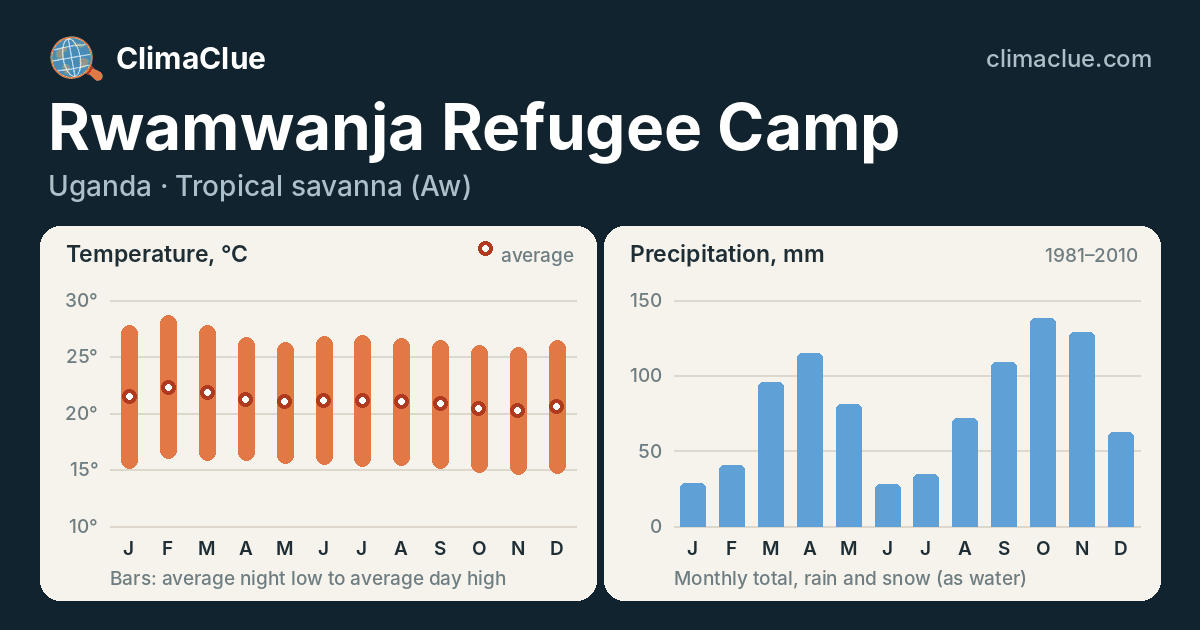 ClimaClue
climaclue.com
Rwamwanja Refugee Camp
Uganda · Tropical savanna (Aw)
Temperature, °C
average
30°
25°
20°
15°
10°
J F M A M J J A S O N D
Bars: average night low to average day high
Precipitation, mm
1981–2010
150
100
50
0
J F M A M J J A S O N D
Monthly total, rain and snow (as water)